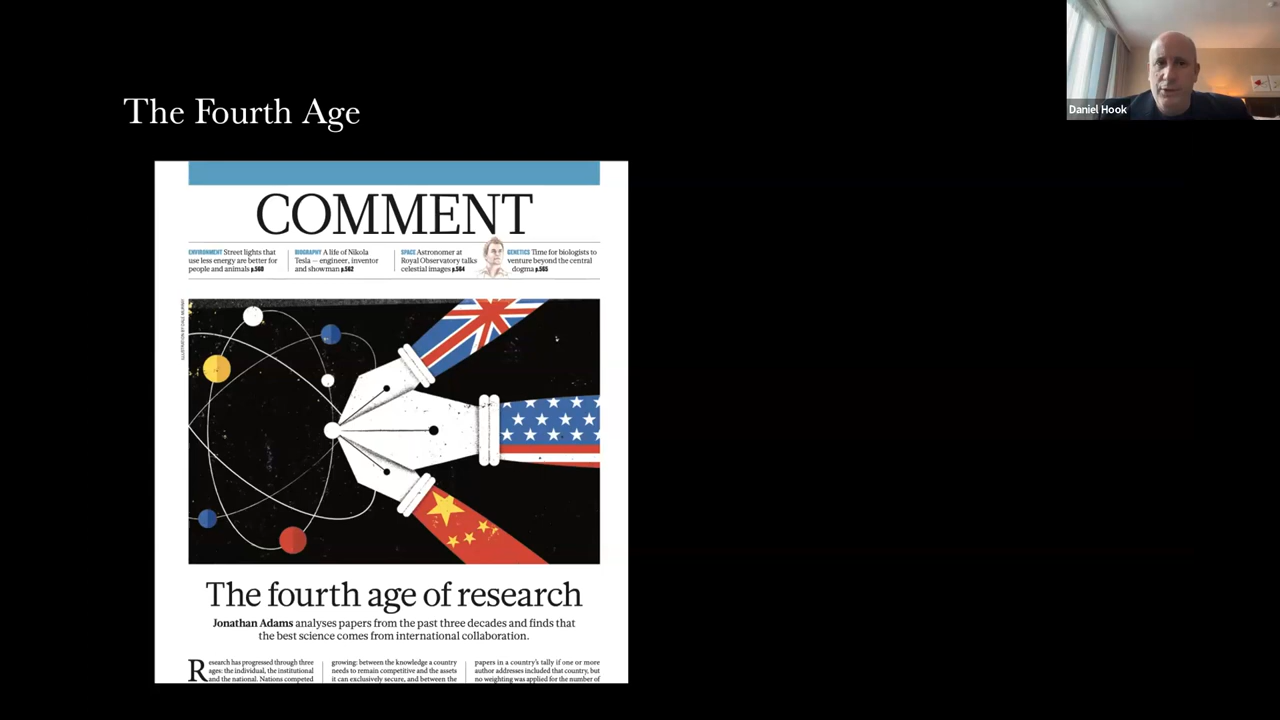 The Fourth Age
Daniel Hook
COMMENT
ENVIRONMENT Street lights that
use less energy are better for
people and animals p.560
BIOGRAPHY A life of Nikola
Tesla — engineer, inventor
and showman p.562
SPACE Astronomer at
Royal Observatory talks
celestial images p.564
GENETICS Time for biologists to
venture beyond the central
dogma p.565
The fourth age of research
Jonathan Adams analyses papers from the past three decades and finds that
the best science comes from international collaboration.
Research has progressed through three
ages: the individual, the institutional
and the national. Nations competed
growing: between the knowledge a country
needs to remain competitive and the assets
it can exclusively secure, and between the
papers in a country's tally if one or more
author addresses included that country, but
no weighting was applied for the number of